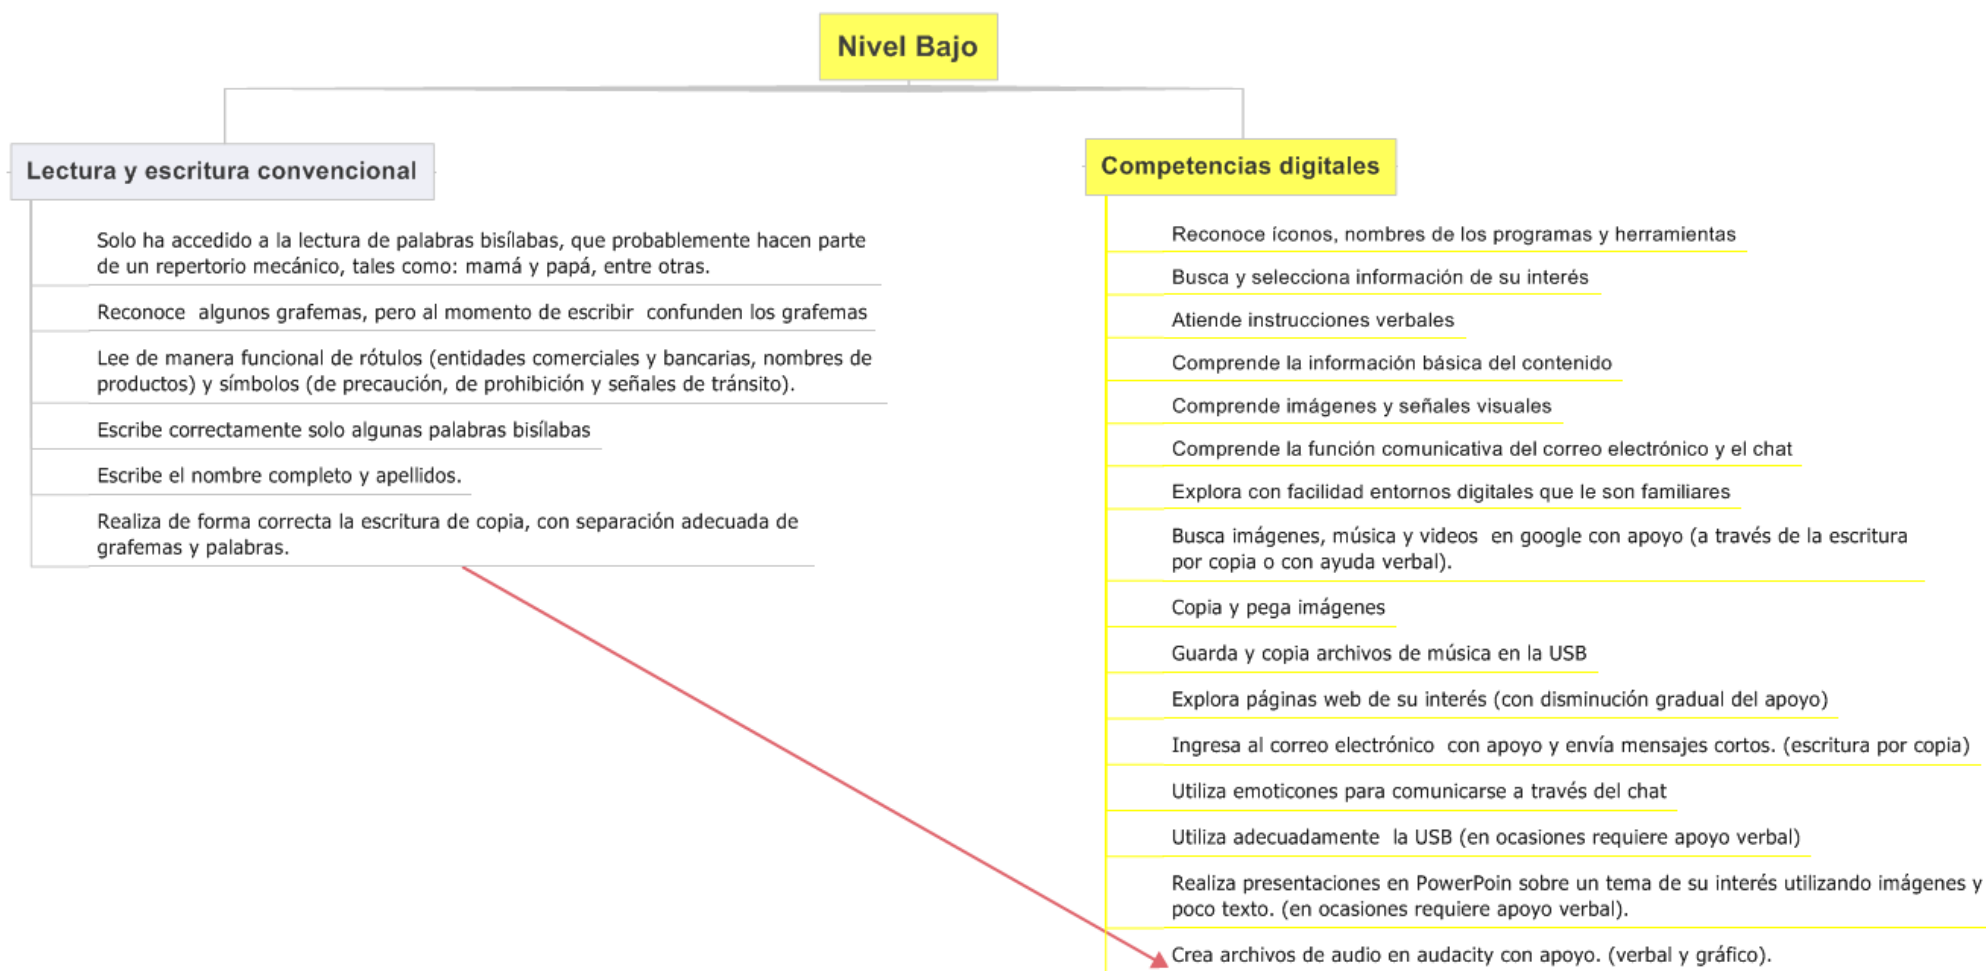 Nivel Bajo
Lectura y escritura convencional
Solo ha accedido a la lectura de palabras bisílabas, que probablemente hacen parte
de un repertorio mecánico, tales como: mamá y papá, entre otras.
Reconoce algunos grafemas, pero al momento de escribir confunden los grafemas
Lee de manera funcional de rótulos (entidades comerciales y bancarias, nombres de
productos) y símbolos (de precaución, de prohibición y señales de tránsito).
Escribe correctamente solo algunas palabras bisílabas
Escribe el nombre completo y apellidos.
Realiza de forma correcta la escritura de copia, con separación adecuada de
grafemas y palabras.
Competencias digitales
Reconoce íconos, nombres de los programas y herramientas
Busca y selecciona información de su interés
Atiende instrucciones verbales
Comprende la información básica del contenido
Comprende imágenes y señales visuales
Comprende la función comunicativa del correo electrónico y el chat
Explora con facilidad entornos digitales que le son familiares
Busca imágenes, música y videos en google con apoyo (a través de la escritura
por copia o con ayuda verbal).
Copia y pega imágenes
Guarda y copia archivos de música en la USB
Explora páginas web de su interés (con disminución gradual del apoyo)
Ingresa al correo electrónico con apoyo y envía mensajes cortos. (escritura por copia)
Utiliza emoticones para comunicarse a través del chat
Utiliza adecuadamente la USB (en ocasiones requiere apoyo verbal)
Realiza presentaciones en PowerPoin sobre un tema de su interés utilizando imágenes y
poco texto. (en ocasiones requiere apoyo verbal).
Crea archivos de audio en audacity con apoyo. (verbal y gráfico).